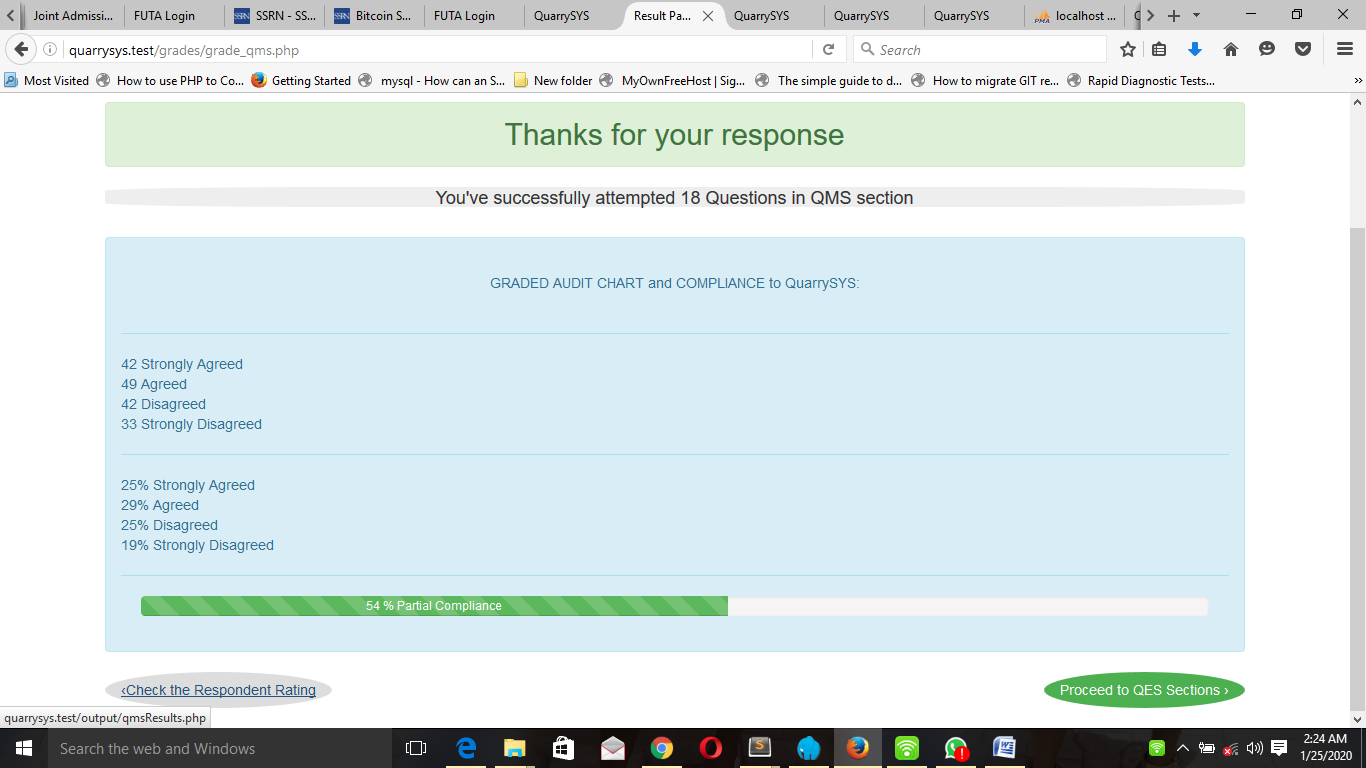 Joint Admissi...
FUTA Login
SSRN - SS...
Bitcoin S...
FUTA Login
QuarrySYS
Result Pa...
QuarrySYS
QuarrySYS
QuarrySYS
localhost ...
quarrysys.test/grades/grade_qms.php
Search
Most Visited
How to use PHP to Co...
Getting Started
mysql - How can an S...
New folder
MyOwnFreeHost | Sig...
The simple guide to d...
How to migrate GIT re...
Rapid Diagnostic Tests...
Thanks for your response
You've successfully attempted 18 Questions in QMS section
GRADED AUDIT CHART and COMPLIANCE to QuarrySYS:
42 Strongly Agreed
49 Agreed
42 Disagreed
33 Strongly Disagreed
25% Strongly Agreed
29% Agreed
25% Disagreed
19% Strongly Disagreed
54 % Partial Compliance
‹Check the Respondent Rating
Proceed to QES Sections ›
quarrysys.test/output/qmsResults.php
Search the web and Windows
2:24 AM
1/25/2020